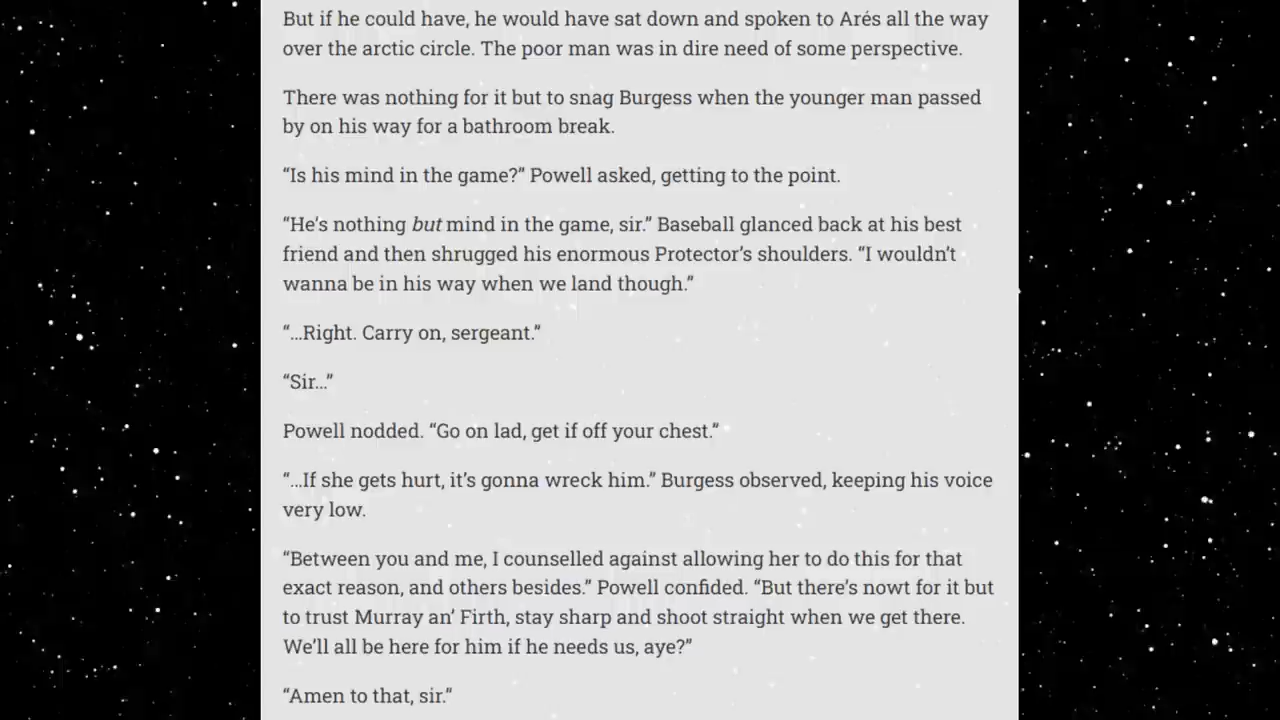 But if he could have, he would have sat down and spoken to Arés all the way
over the arctic circle. The poor man was in dire need of some perspective.
There was nothing for it but to snag Burgess when the younger man passed
by on his way for a bathroom break.
“Is his mind in the game?” Powell asked, getting to the point.
“He’s nothing but mind in the game, sir.” Baseball glanced back at his best
friend and then shrugged his enormous Protector’s shoulders. “I wouldn’t
wanna be in his way when we land though.”
“…Right. Carry on, sergeant.”
“Sir…”
Powell nodded. “Go on lad, get if off your chest.”
“…If she gets hurt, it’s gonna wreck him.” Burgess observed, keeping his voice
very low.
“Between you and me, I counselled against allowing her to do this for that
exact reason, and others besides.” Powell confided. “But there’s nowt for it but
to trust Murray an’ Firth, stay sharp and shoot straight when we get there.
We’ll all be here for him if he needs us, aye?”
“Amen to that, sir.”